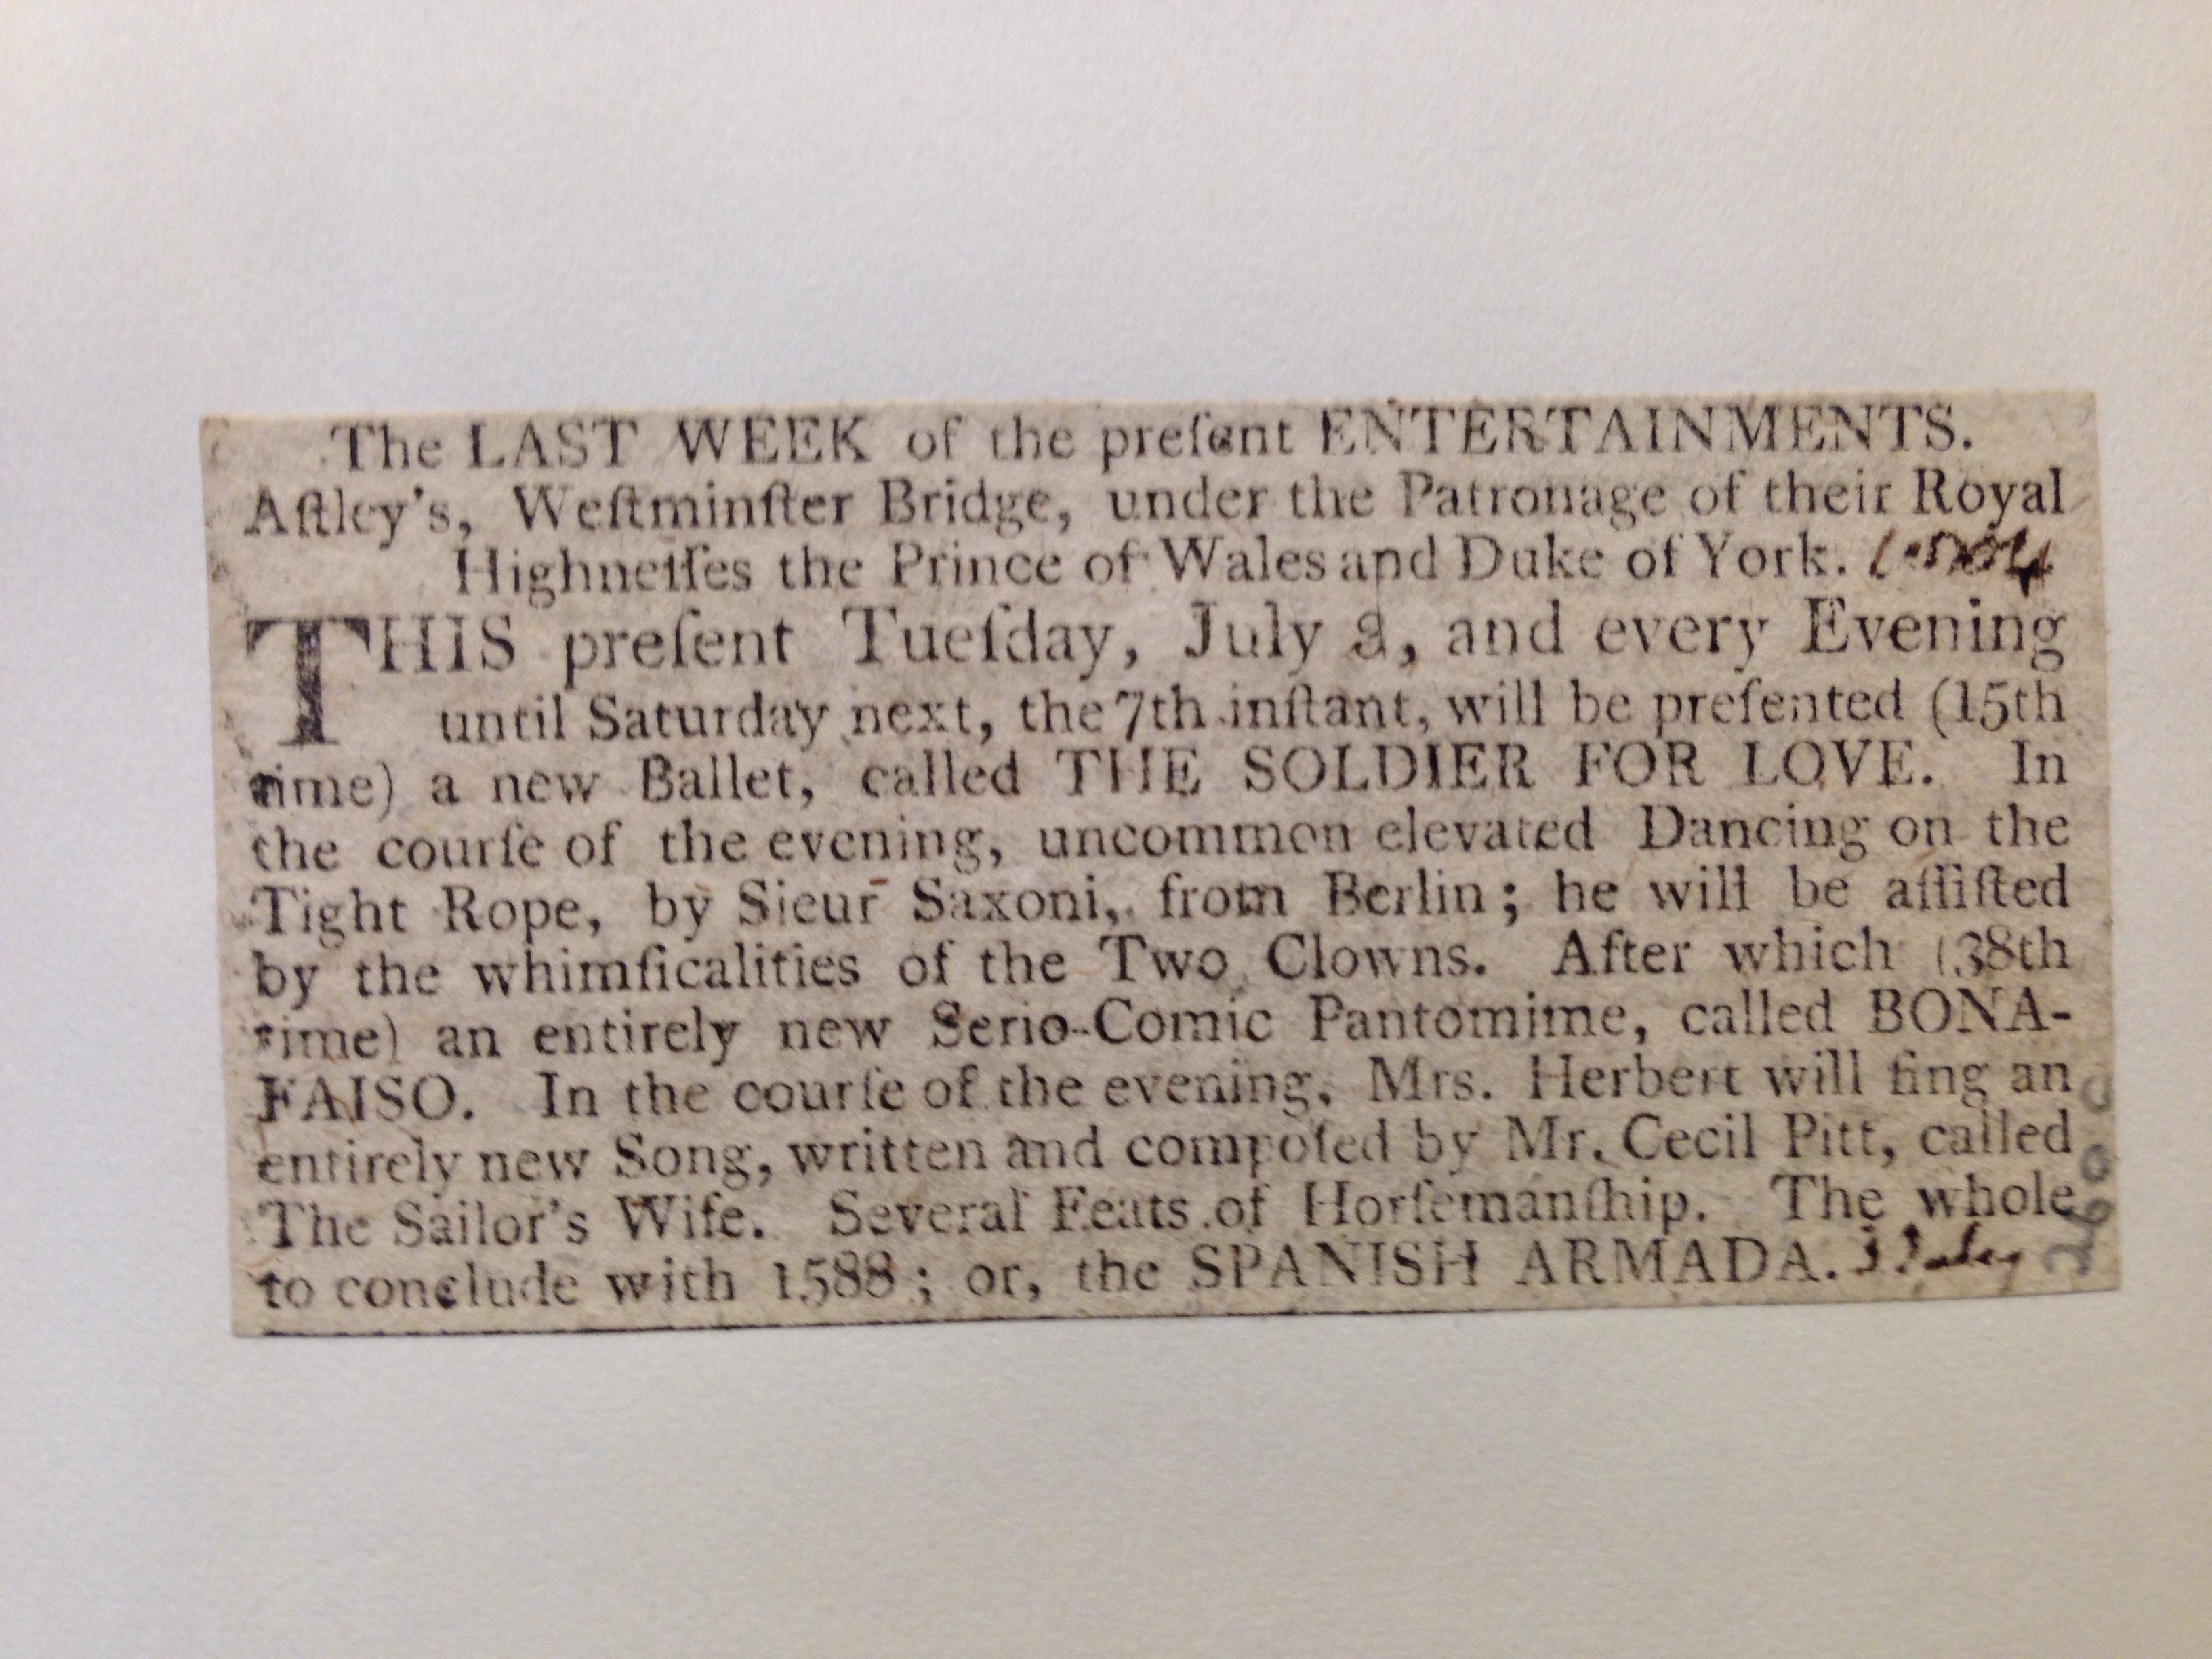 The LAST WEEK of the preſent ENTERTAINMENTS.
Aſtley's, Weſtminſter Bridge, under the Patronage of their Royal
Highneſſes the Prince of Wales and Duke of York.
THIS preſent Tueſday, July 3, and every Evening
until Saturday next, the 7th inſtant, will be preſented (15th
time) a new Ballet, called THE SOLDIER FOR LOVE. In
the courſe of the evening, uncommon elevated Dancing on the
Tight Rope, by Sieur Saxoni, from Berlin; he will be aſſiſted
by the whimſicalities of the Two Clowns. After which (38th
time) an entirely new Serio-Comic Pantomime, called BONA-
FAISO. In the courſe of the evening, Mrs. Herbert will ſing an
entirely new Song, written and compoſed by Mr. Cecil Pitt, called
The Sailor's Wife. Several Feats of Horſemanſhip. The whole
to conclude with 1588; or, the SPANISH ARMADA.